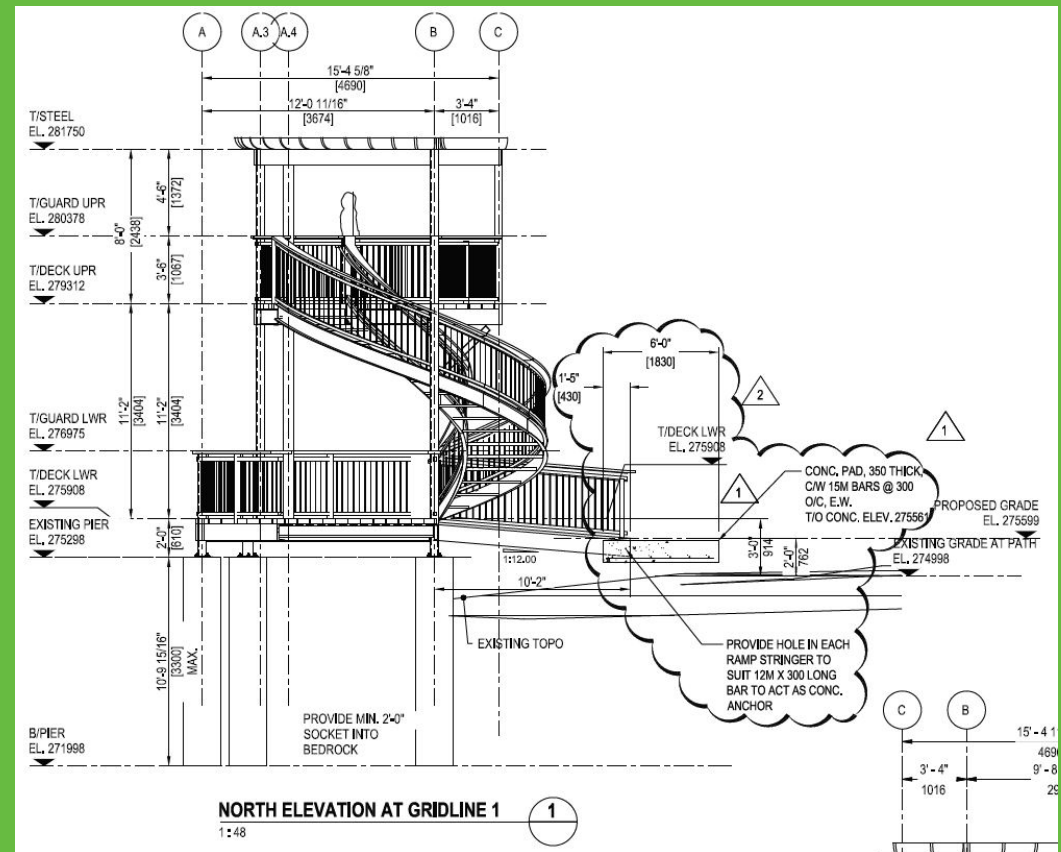 A
A.3
A.4
B
C
15'-4 5/8"
[4690]
12'-0 11/16"
[3674]
3'-4"
[1016]
T/STEEL
EL. 281750
T/GUARD UPR
EL. 280378
T/DECK UPR
EL. 279312
T/GUARD LWR
EL. 276975
T/DECK LWR
EL. 275908
EXISTING PIER
EL. 275298
B/PIER
EL. 271998
8'-0"
[2438]
4'-6"
[1372]
3'-6"
[1067]
11'-2"
[3404]
11'-2"
[3404]
2'-0"
[610]
10'-9 15/16"
[3300]
MAX.
6'-0"
[1830]
1'-5"
[430]
2
T/DECK LWR
EL. 275908
1
1
CONC. PAD, 350 THICK,
C/W 15M BARS @ 300
O/C, E.W.
T/O CONC. ELEV. 275561
PROPOSED GRADE
EL. 275599
EXISTING GRADE AT PATH
EL. 274998
3'-0"
914
2'-0"
762
1:12.00
10'-2"
EXISTING TOPO
PROVIDE HOLE IN EACH
RAMP STRINGER TO
SUIT 12M X 300 LONG
BAR TO ACT AS CONC.
ANCHOR
PROVIDE MIN. 2'-0"
SOCKET INTO
BEDROCK
NORTH ELEVATION AT GRIDLINE 1
1
1:48
C
B
15' - 4 1
469
3' - 4"
1016
9' - 8
29